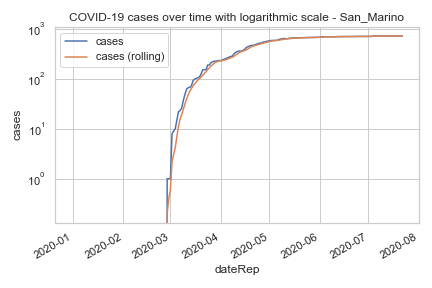 COVID-19 cases over time with logarithmic scale - San_Marino
cases
cases (rolling)
10³
10²
10¹
10⁰
cases
2020-01
2020-02
2020-03
2020-04
2020-05
2020-06
2020-07
2020-08
dateRep